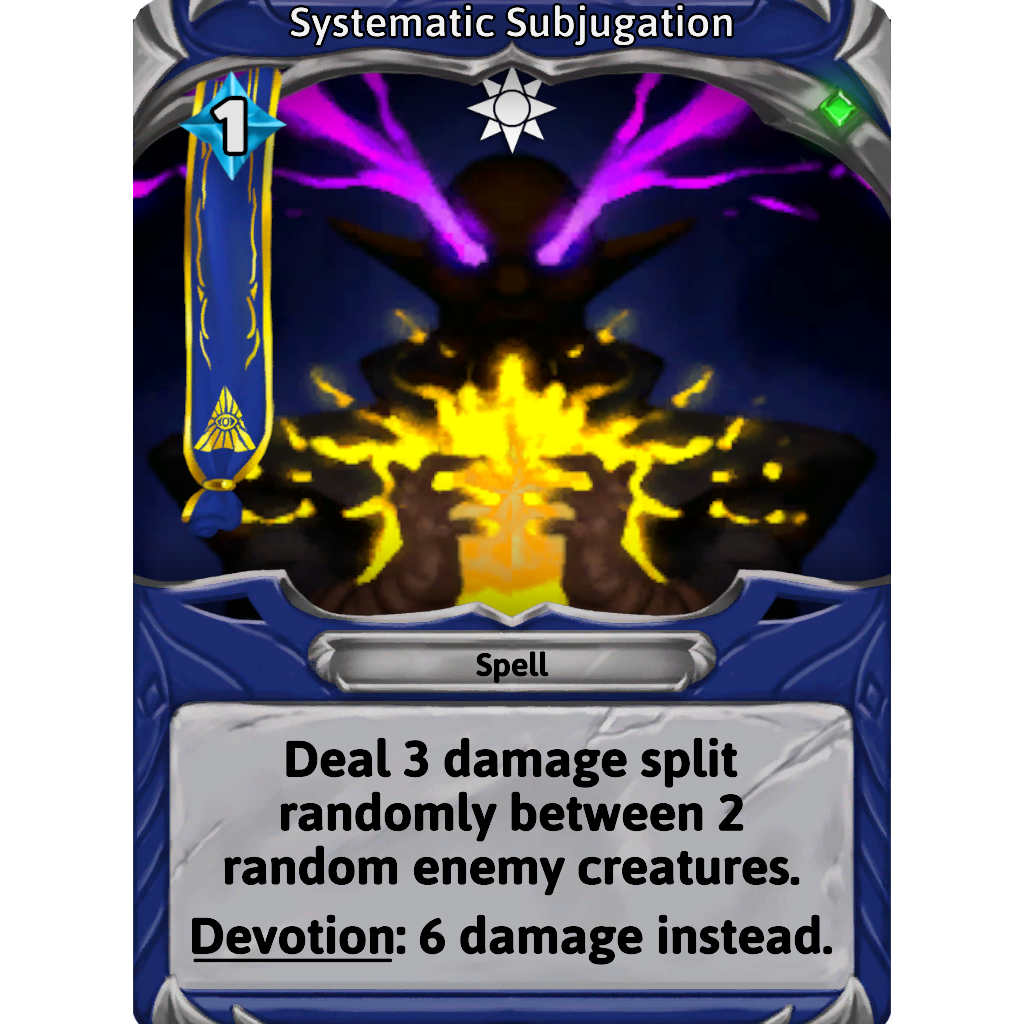 Systematic Subjugation
1
Spell
Deal 3 damage split
randomly between 2
random enemy creatures.
Devotion: 6 damage instead.